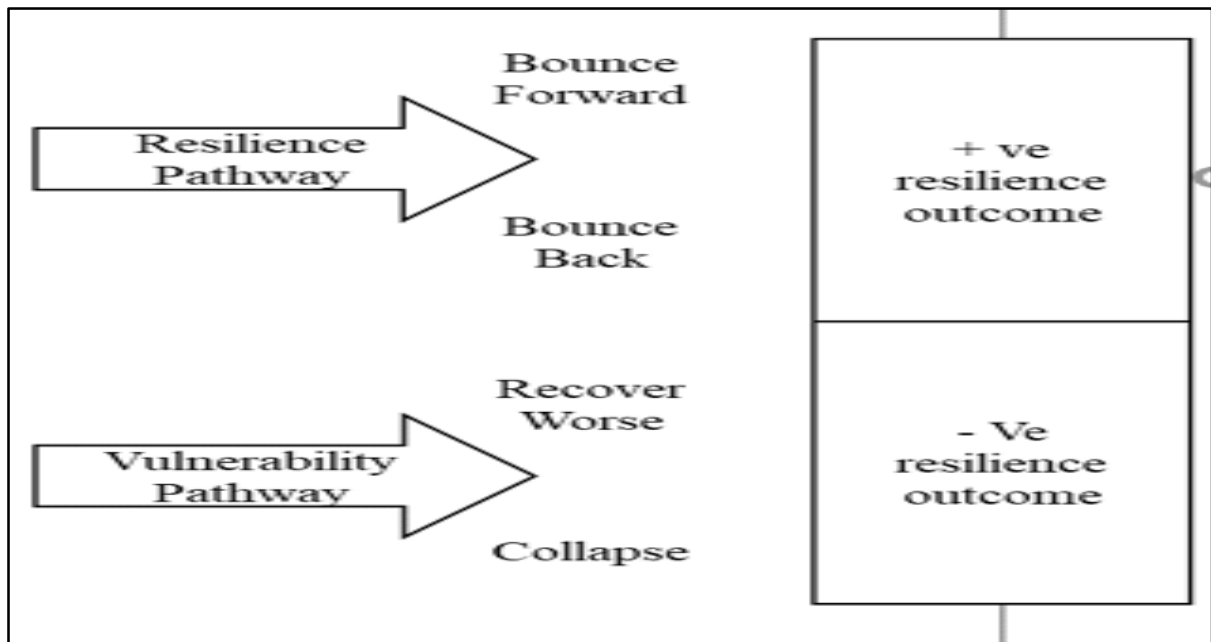 Bounce
Forward
Resilience
Pathway
Bounce
Back
+ ve
resilience
outcome
Recover
Worse
Vulnerability
Pathway
Collapse
- Ve
resilience
outcome